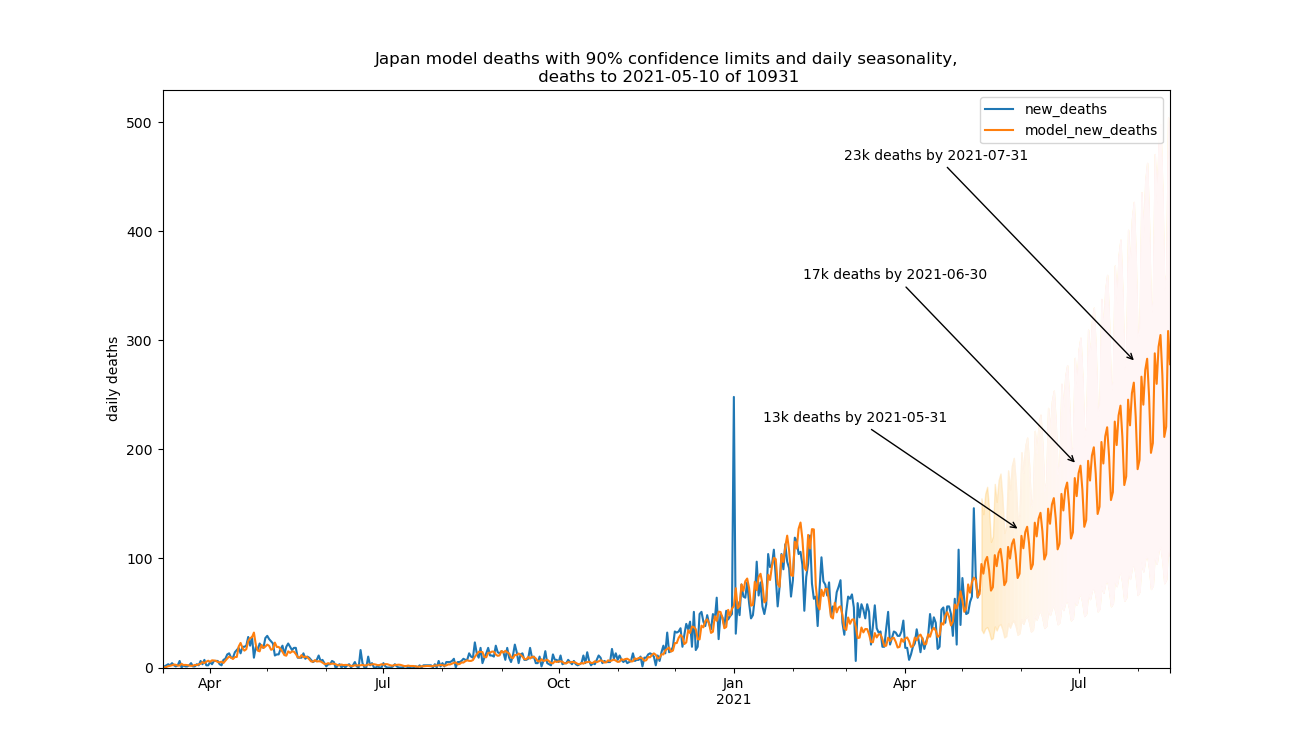 Japan model deaths with 90% confidence limits and daily seasonality,
deaths to 2021-05-10 of 10931
new_deaths
model_new_deaths
23k deaths by 2021-07-31
17k deaths by 2021-06-30
13k deaths by 2021-05-31
daily deaths
500
400
300
200
100
0
Apr
Jul
Oct
Jan
2021
Apr
Jul